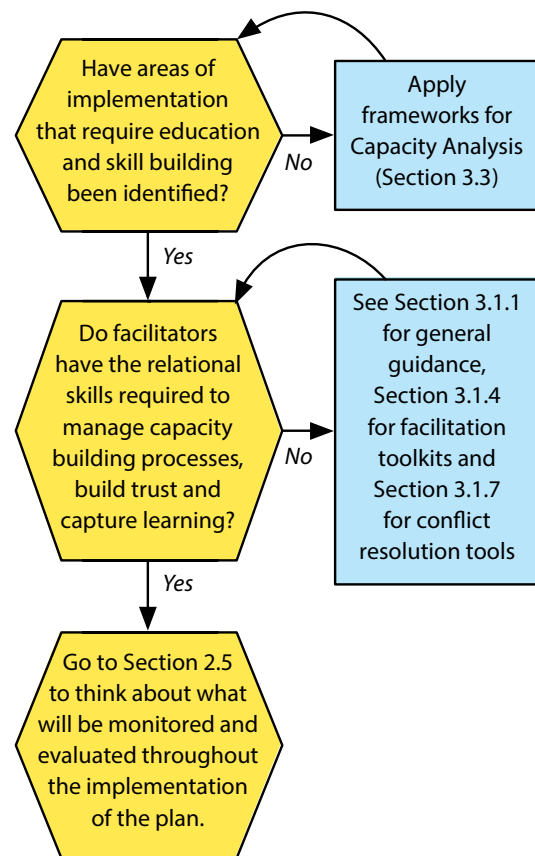 Have areas of
implementation
that require education
and skill building
been identified?
No
Apply
frameworks for
Capacity Analysis
(Section 3.3)
Yes
Do facilitators
have the relational
skills required to
manage capacity
building processes,
build trust and
capture learning?
No
See Section 3.1.1
for general
guidance,
Section 3.1.4
for facilitation
toolkits and
Section 3.1.7
for conflict
resolution tools
Yes
Go to Section 2.5
to think about what
will be monitored and
evaluated throughout
the implementation
of the plan.